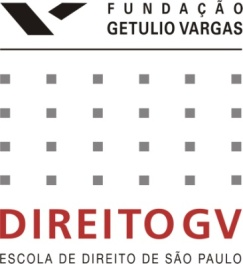 FUNDAÇÃO
GETULIO VARGAS
DIREITO GV
ESCOLA DE DIREITO DE SÃO PAULO